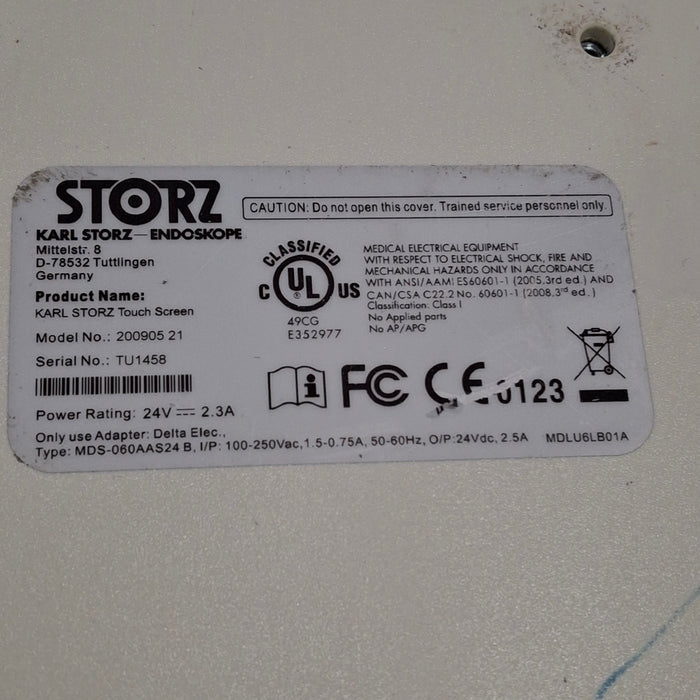 STORZ
KARL STORZ—ENDOSKOPE
Mittelstr. 8
D-78532 Tuttlingen
Germany
Product Name:
KARL STORZ Touch Screen
Model No.: 200905 21
Serial No.: TU1458
Power Rating: 24V ⎓ 2.3A
Only use Adapter: Delta Elec.,
Type: MDS-060AAS24 B, I/P: 100-250Vac,1.5-0.75A, 50-60Hz, O/P:24Vdc, 2.5A MDLU6LB01A
CAUTION: Do not open this cover. Trained service personnel only.
CLASSIFIED
C UL US
®
49CG
E352977
MEDICAL ELECTRICAL EQUIPMENT
WITH RESPECT TO ELECTRICAL SHOCK, FIRE AND
MECHANICAL HAZARDS ONLY IN ACCORDANCE
WITH ANSI/AAMI ES60601-1 (2005,3rd ed.) AND
CAN/CSA C22.2 No. 60601-1 (2008,3rd ed.)
Classification: Class I
No Applied parts
No AP/APG
i FC CE 0123